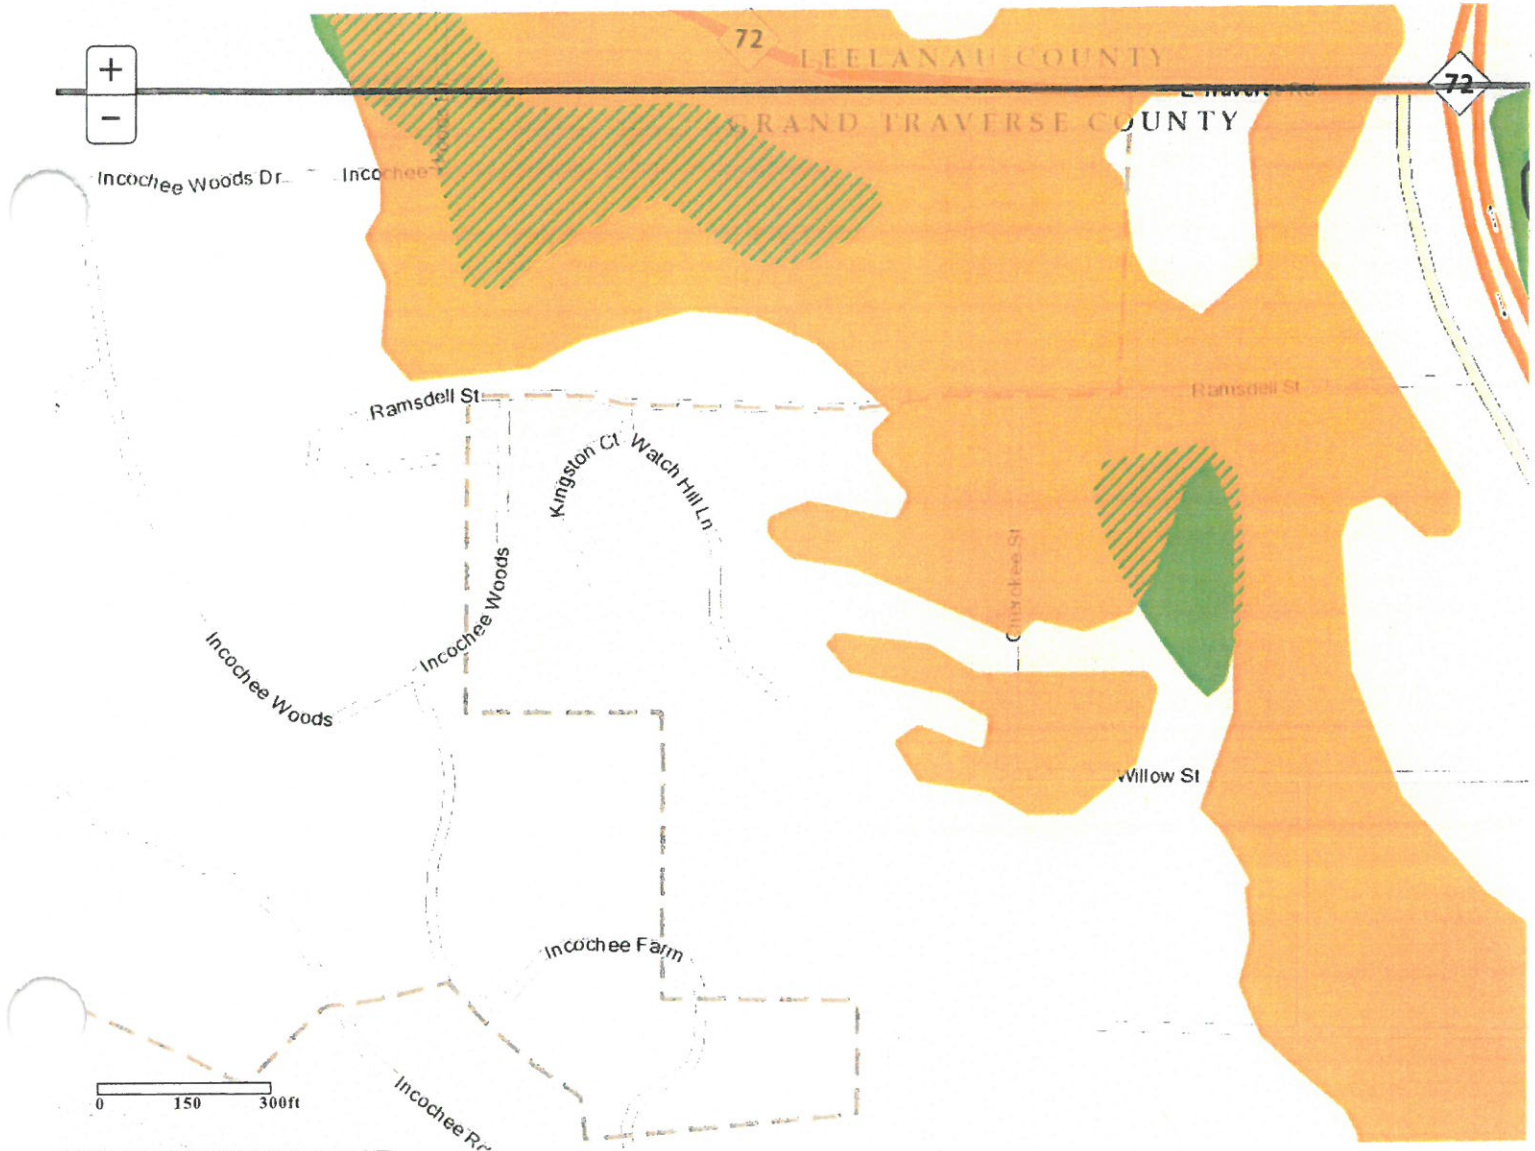 +
−
72
LEELANAU COUNTY
72
GRAND TRAVERSE COUNTY
Incochee Woods Dr
Incochee
Ramsdell St
Ramsdell St
Kingston Ct
Watch Hill Ln
Cherokee St
Incochee Woods
Incochee Woods
Willow St
Incochee Farm
Incochee Rd
0 150 300ft